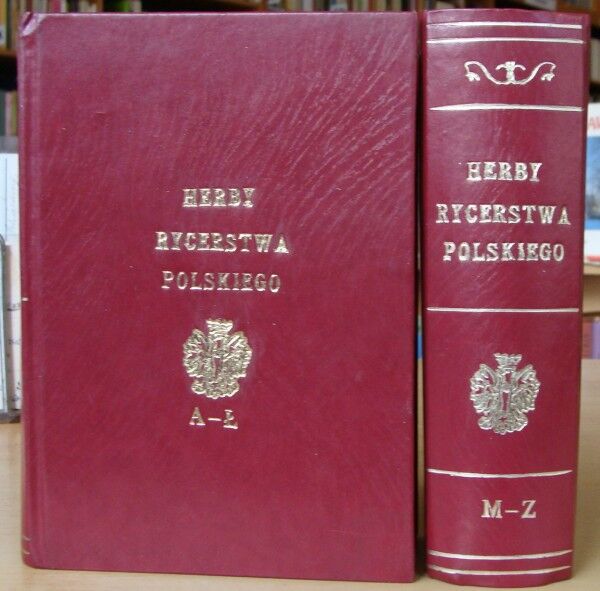 HERBY
RYCERSTWA
POLSKIEGO
A-Ł
HERBY
RYCERSTWA
POLSKIEGO
M-Z